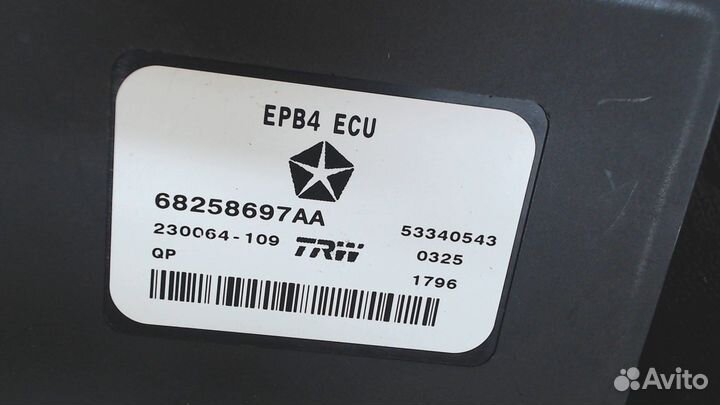 EPB4 ECU
68258697AA
230064-109 TRW
QP
53340543
0325
1796
Avito